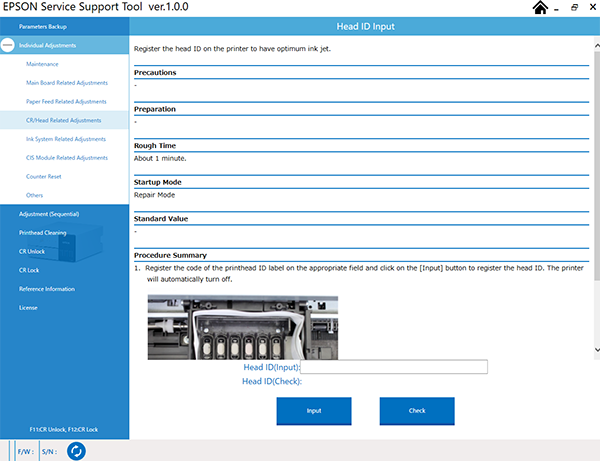 EPSON Service Support Tool ver.1.0.0
Parameters Backup
Individual Adjustments
Maintenance
Main Board Related Adjustments
Paper Feed Related Adjustments
CR/Head Related Adjustments
Ink System Related Adjustments
CIS Module Related Adjustments
Counter Reset
Others
Adjustment (Sequential)
Printhead Cleaning
CR Unlock
CR Lock
Reference Information
License
F11:CR Unlock, F12:CR Lock
F/W : S/N :
Head ID Input
Register the head ID on the printer to have optimum ink jet.
Precautions
-
Preparation
-
Rough Time
About 1 minute.
Startup Mode
Repair Mode
Standard Value
-
Procedure Summary
1. Register the code of the printhead ID label on the appropriate field and click on the [Input] button to register the head ID. The printer
will automatically turn off.
Head ID(Input):
Head ID(Check):
Input
Check